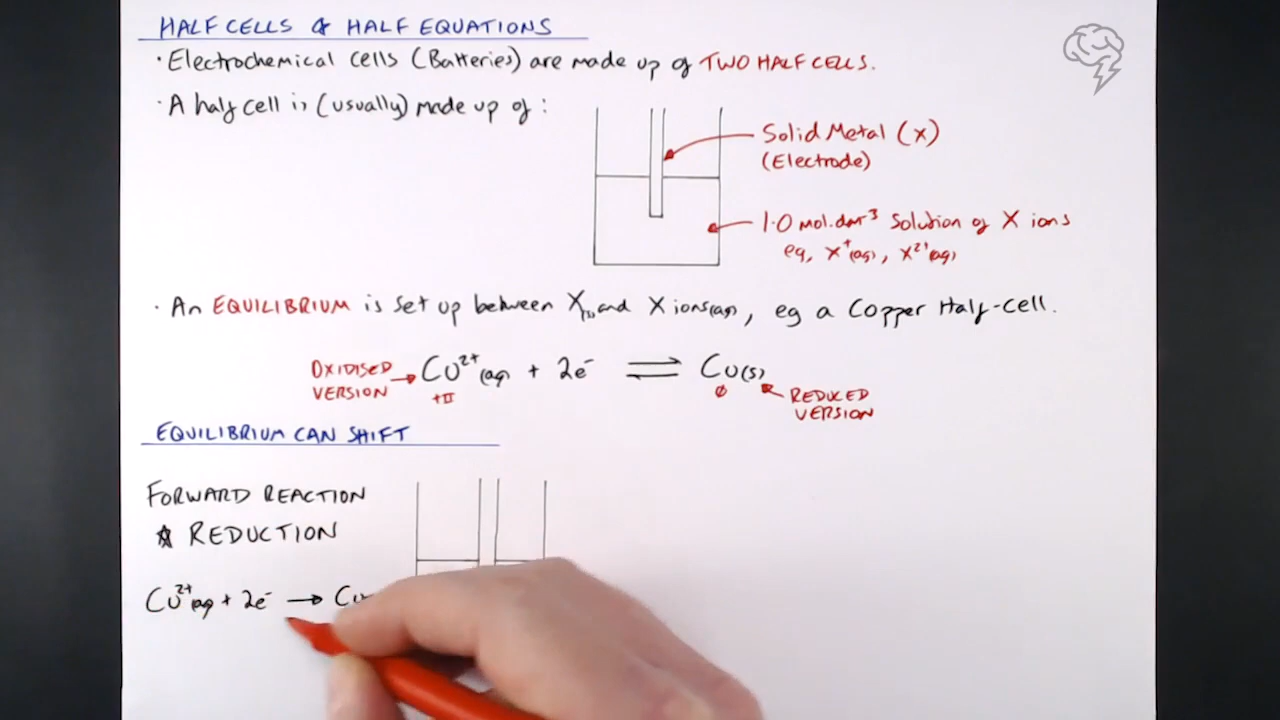 HALF CELLS & HALF EQUATIONS
· Electrochemical cells (Batteries) are made up of TWO HALF CELLS.
· A half cell is (usually) made up of :
Solid Metal (X)
(Electrode)
1.0 mol.dm⁻³ Solution of X ions
eg, X⁺(aq), X²⁺(aq)
· An EQUILIBRIUM is set up between X(s) and X ions(aq), eg a Copper Half-cell.
OXIDISED VERSION → Cu²⁺(aq) + 2e⁻ ⇌ Cu(s)
+II 0 REDUCED VERSION
EQUILIBRIUM CAN SHIFT
FORWARD REACTION
* REDUCTION
Cu²⁺(aq) + 2e⁻ → Cu